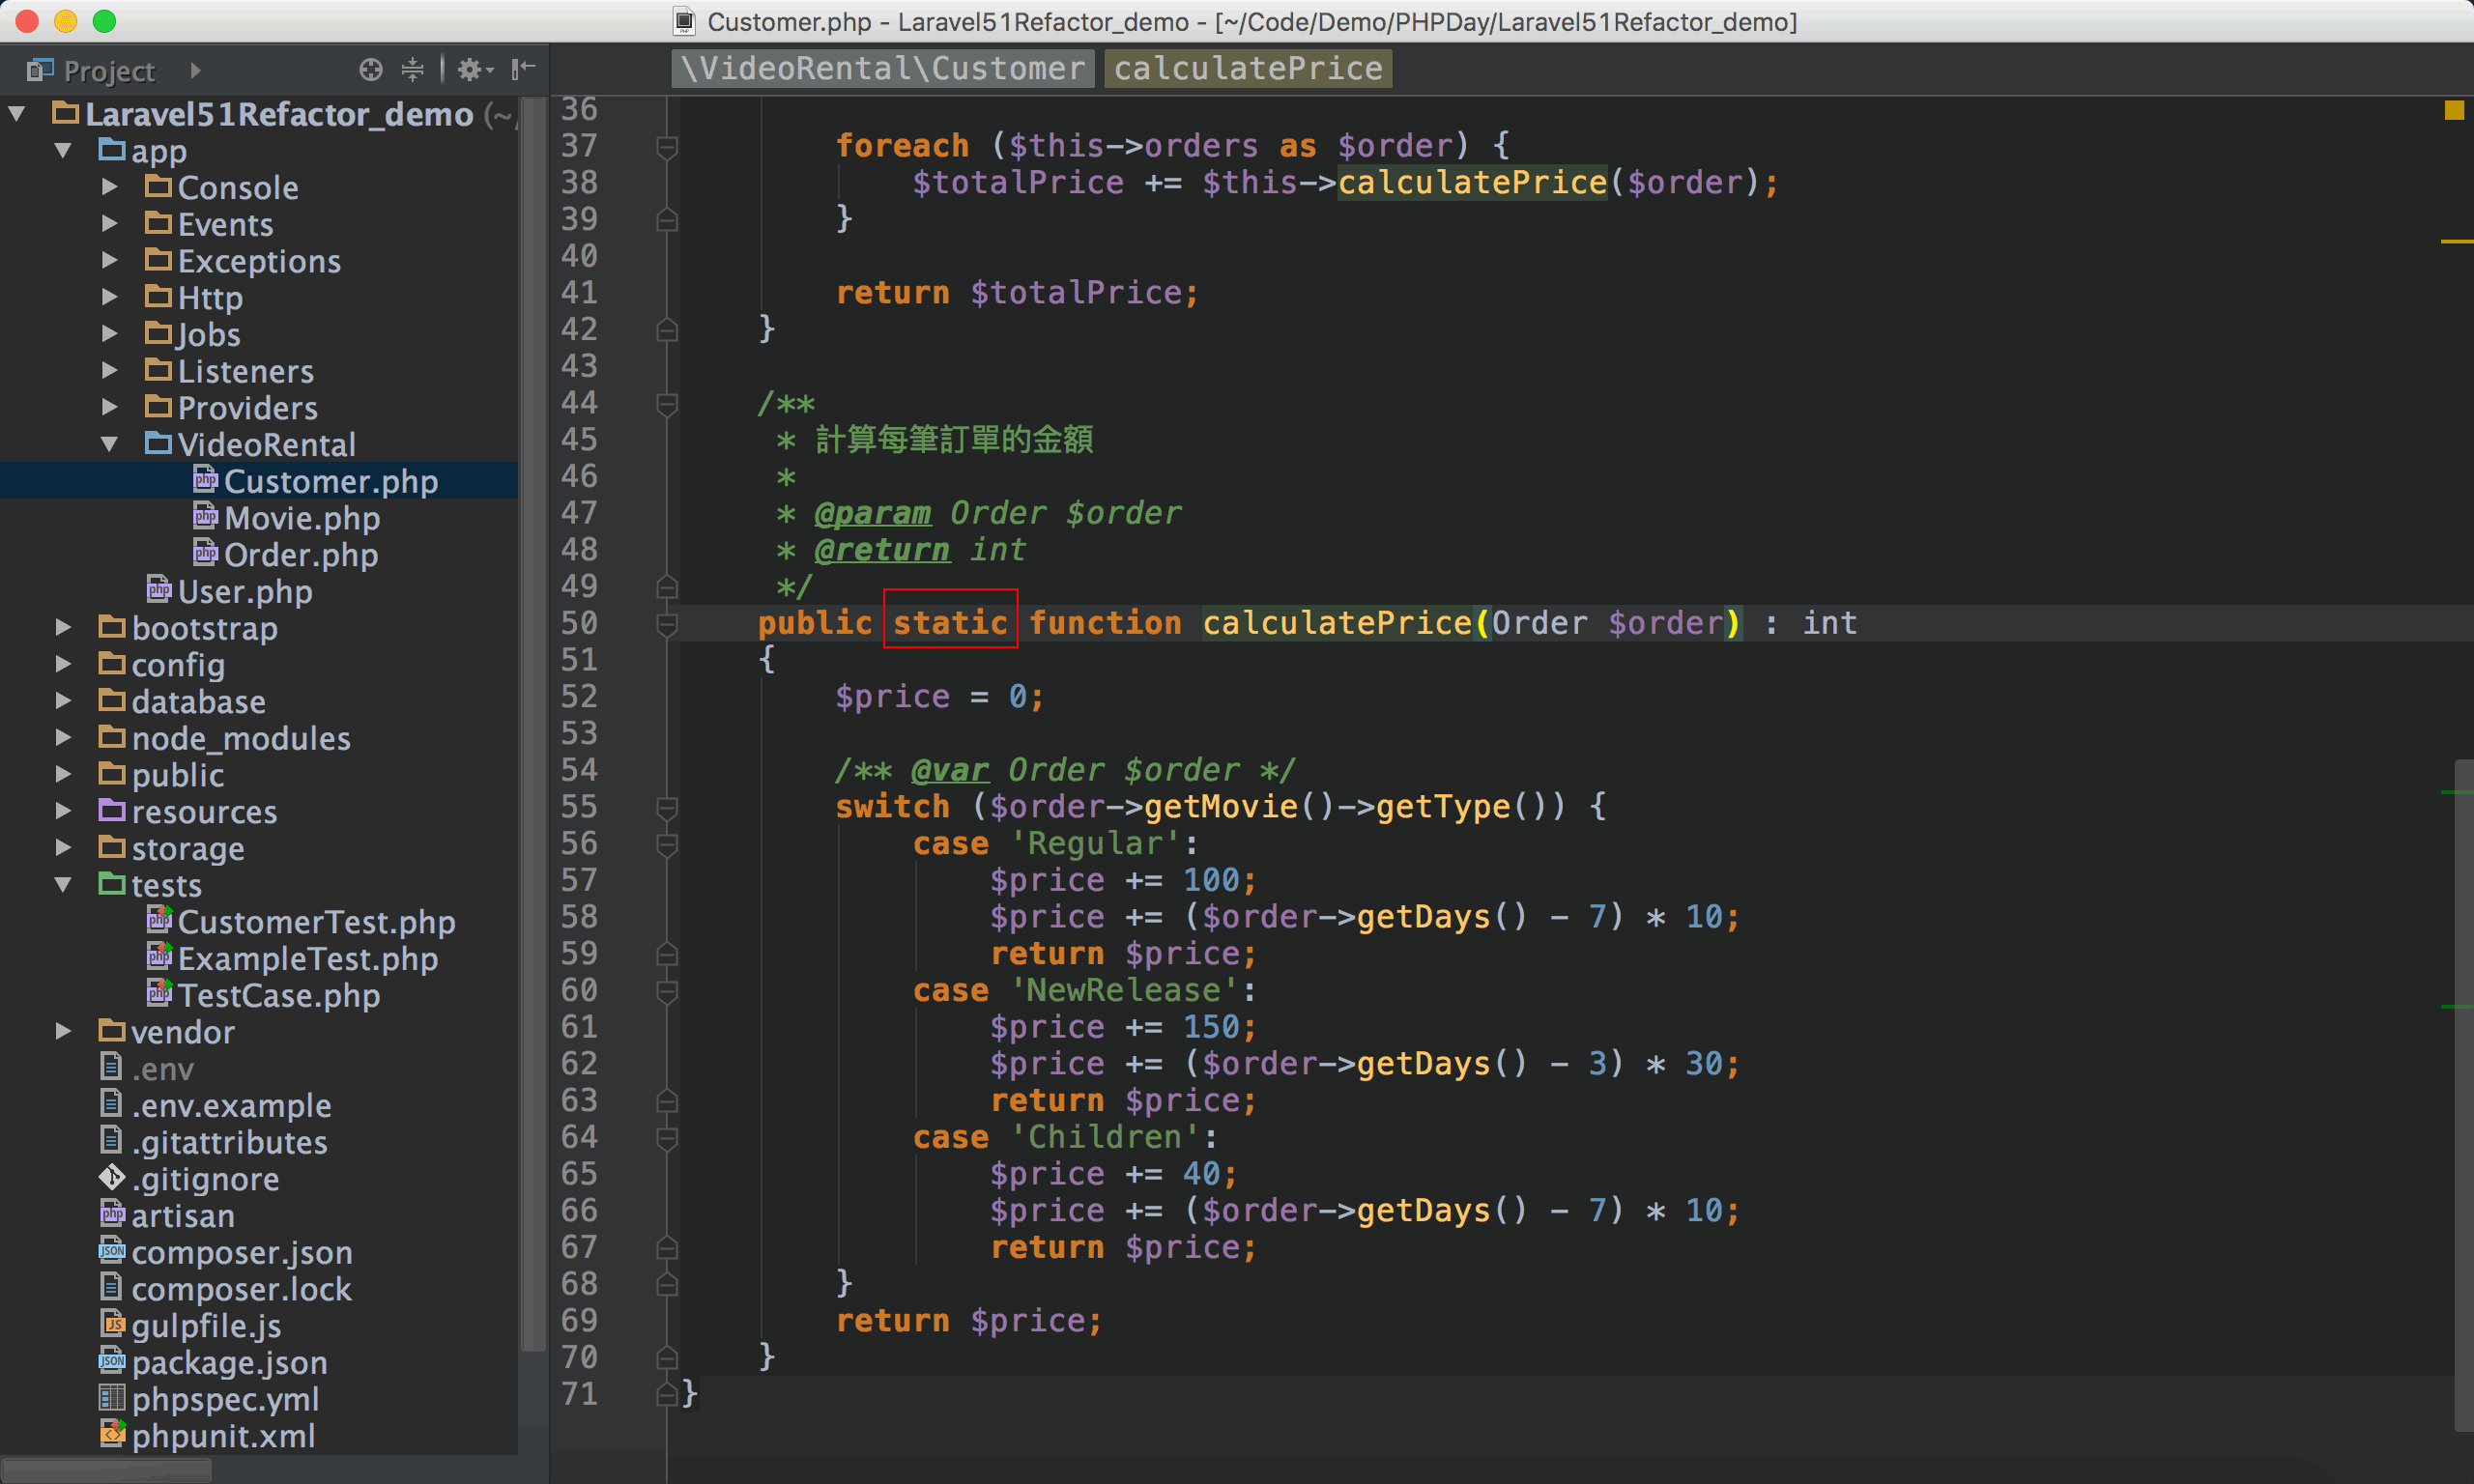 Customer.php - Laravel51Refactor_demo - [~/Code/Demo/PHPDay/Laravel51Refactor_demo]
Project
Laravel51Refactor_demo (~/
app
Console
Events
Exceptions
Http
Jobs
Listeners
Providers
VideoRental
Customer.php
Movie.php
Order.php
User.php
bootstrap
config
database
node_modules
public
resources
storage
tests
CustomerTest.php
ExampleTest.php
TestCase.php
vendor
.env
.env.example
.gitattributes
.gitignore
artisan
composer.json
composer.lock
gulpfile.js
package.json
phpspec.yml
phpunit.xml
\VideoRental\Customer calculatePrice
36
37 foreach ($this->orders as $order) {
38 $totalPrice += $this->calculatePrice($order);
39 }
40
41 return $totalPrice;
42 }
43
44 /**
45 * 計算每筆訂單的金額
46 *
47 * @param Order $order
48 * @return int
49 */
50 public static function calculatePrice(Order $order) : int
51 {
52 $price = 0;
53
54 /** @var Order $order */
55 switch ($order->getMovie()->getType()) {
56 case 'Regular':
57 $price += 100;
58 $price += ($order->getDays() - 7) * 10;
59 return $price;
60 case 'NewRelease':
61 $price += 150;
62 $price += ($order->getDays() - 3) * 30;
63 return $price;
64 case 'Children':
65 $price += 40;
66 $price += ($order->getDays() - 7) * 10;
67 return $price;
68 }
69 return $price;
70 }
71 }